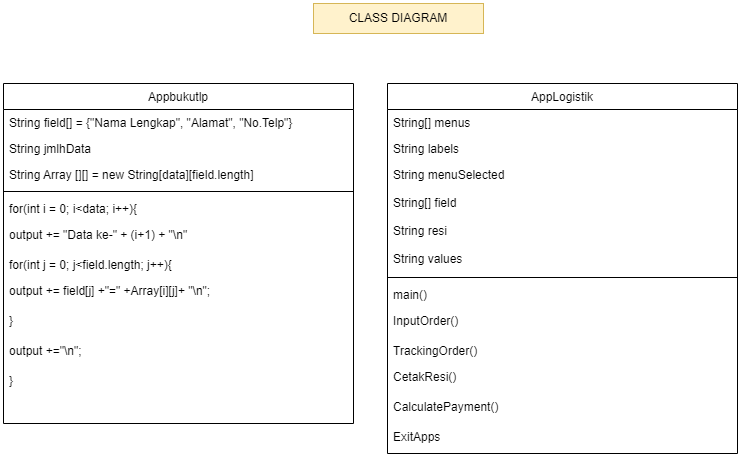 CLASS DIAGRAM
Appbukutlp
String field[] = {"Nama Lengkap", "Alamat", "No.Telp"}
String jmlhData
String Array [][] = new String[data][field.length]
for(int i = 0; i<data; i++){
output += "Data ke-" + (i+1) + "\n"
for(int j = 0; j<field.length; j++){
output += field[j] +"=" +Array[i][j]+ "\n";
}
output +="\n";
}
AppLogistik
String[] menus
String labels
String menuSelected
String[] field
String resi
String values
main()
InputOrder()
TrackingOrder()
CetakResi()
CalculatePayment()
ExitApps